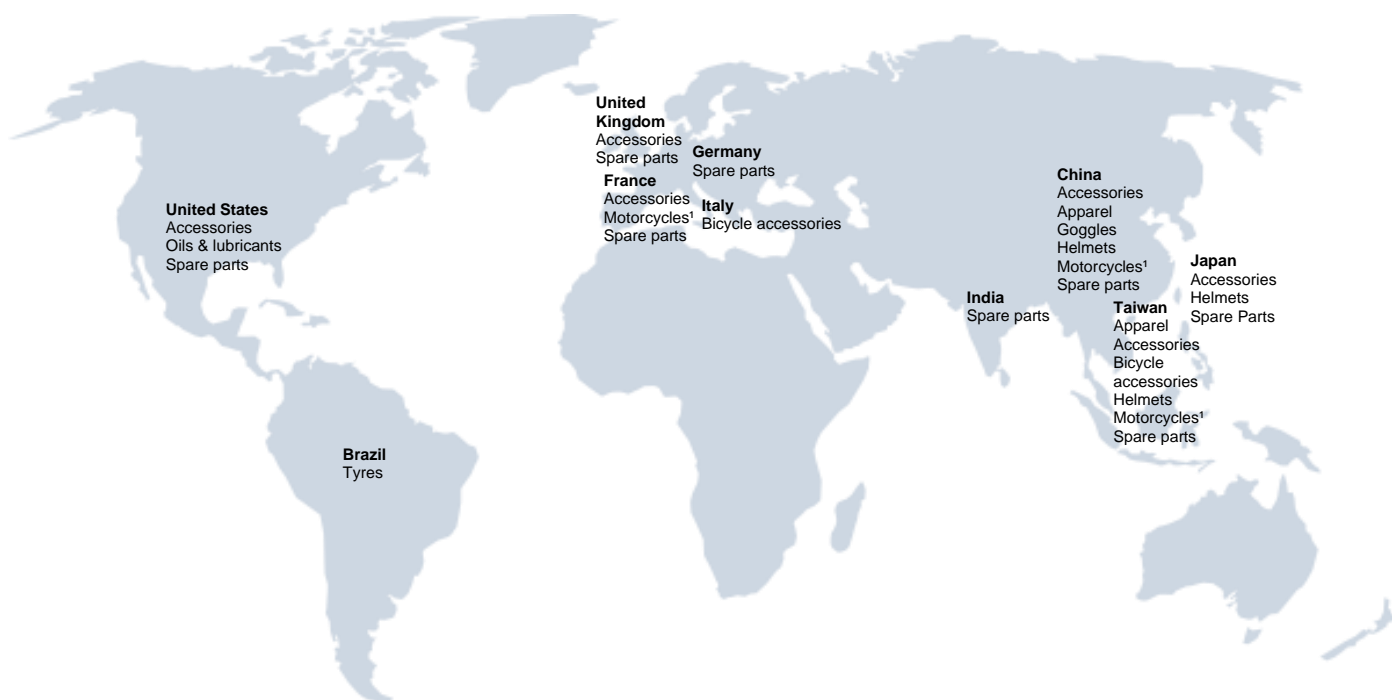 United
Kingdom
Accessories
Spare parts
Germany
Spare parts
France
Accessories
Motorcycles¹
Spare parts
Italy
Bicycle accessories
United States
Accessories
Oils & lubricants
Spare parts
China
Accessories
Apparel
Goggles
Helmets
Motorcycles¹
Spare parts
Japan
Accessories
Helmets
Spare Parts
India
Spare parts
Taiwan
Apparel
Accessories
Bicycle
accessories
Helmets
Motorcycles¹
Spare parts
Brazil
Tyres